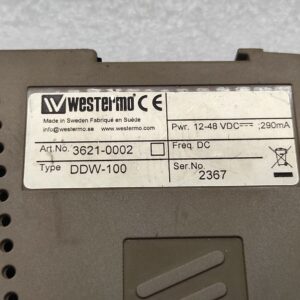 westermo CE
Made in Sweden Fabriqué en Suède
info@westermo.se www.westermo.com
Pwr. 12-48 VDC⎓ ;290mA
Art.No. 3621-0002
Freq. DC
Type DDW-100
Ser.No.
2367